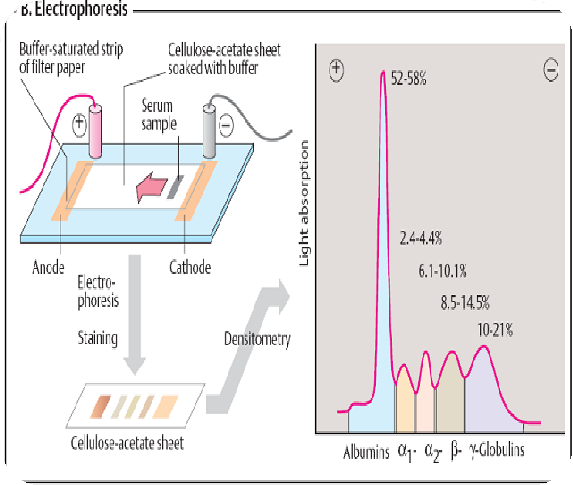 B. Electrophoresis
Buffer-saturated strip
of filter paper
Cellulose-acetate sheet
soaked with buffer
Serum
sample
+
−
Anode
Cathode
Electro-
phoresis
Staining
Densitometry
Cellulose-acetate sheet
+
−
Light absorption
52-58%
2.4-4.4%
6.1-10.1%
8.5-14.5%
10-21%
Albumins α1- α2- β- γ-Globulins